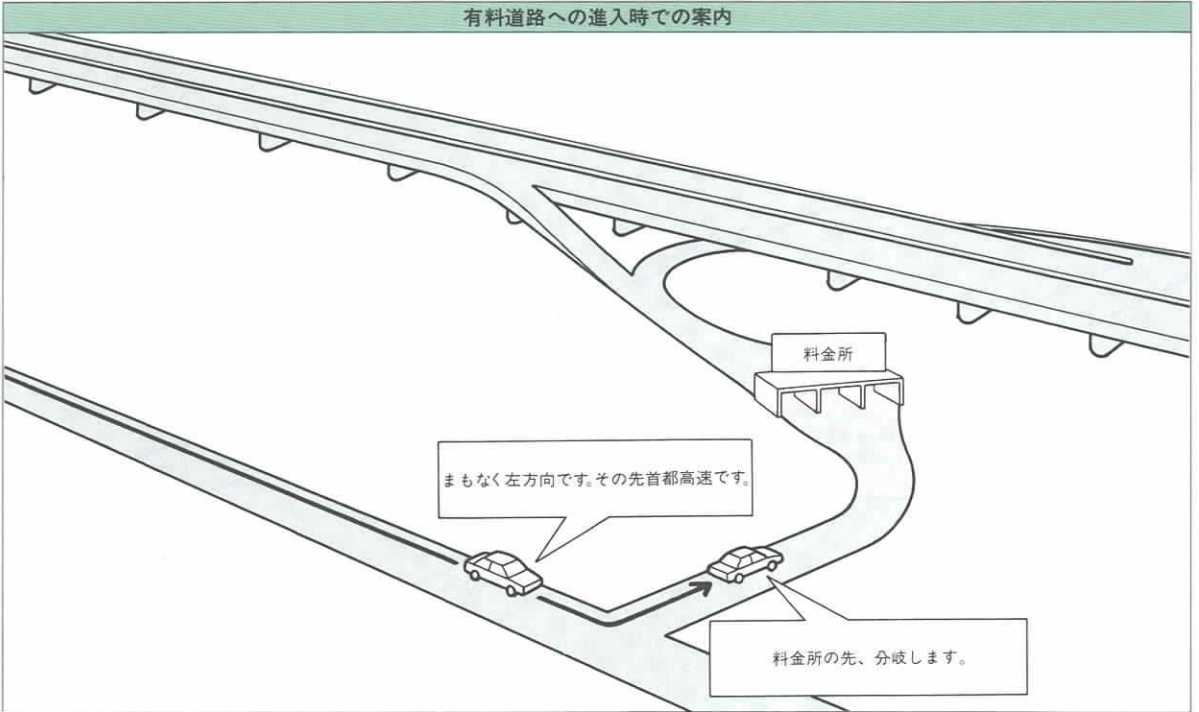 有料道路への進入時での案内
料金所
まもなく左方向です。その先首都高速です。
料金所の先、分岐します。